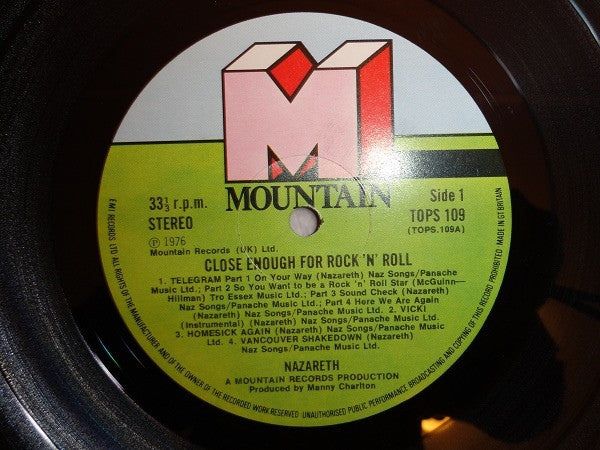 MOUNTAIN
33⅓ r.p.m.
STEREO
Ⓟ 1976
Mountain Records (UK) Ltd.
Side 1
TOPS 109
(TOPS.109A)
CLOSE ENOUGH FOR ROCK 'N' ROLL
1. TELEGRAM Part 1 On Your Way (Nazareth) Naz Songs/Panache
Music Ltd.; Part 2 So You Want to be a Rock 'n' Roll Star (McGuinn—
Hillman) Tro Essex Music Ltd.; Part 3 Sound Check (Nazareth)
Naz Songs/Panache Music Ltd.; Part 4 Here We Are Again
(Nazareth) Naz Songs/Panache Music Ltd. 2. VICKI
(Instrumental) (Nazareth) Naz Songs/Panache Music Ltd.
3. HOMESICK AGAIN (Nazareth) Naz Songs/Panache Music
Ltd. 4. VANCOUVER SHAKEDOWN (Nazareth)
Naz Songs/Panache Music Ltd.
NAZARETH
A MOUNTAIN RECORDS PRODUCTION
Produced by Manny Charlton
EMI RECORDS LTD ALL RIGHTS OF THE MANUFACTURER AND OF THE OWNER OF THE RECORDED WORK RESERVED UNAUTHORISED PUBLIC PERFORMANCE BROADCASTING AND COPYING OF THIS RECORD PROHIBITED MADE IN GT BRITAIN